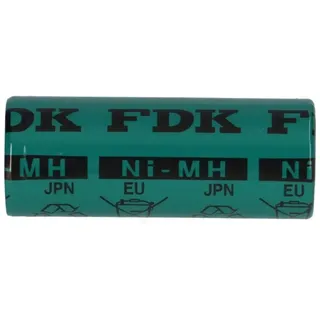 FDK FDK F
MH Ni-MH Ni
JPN EU JPN EU